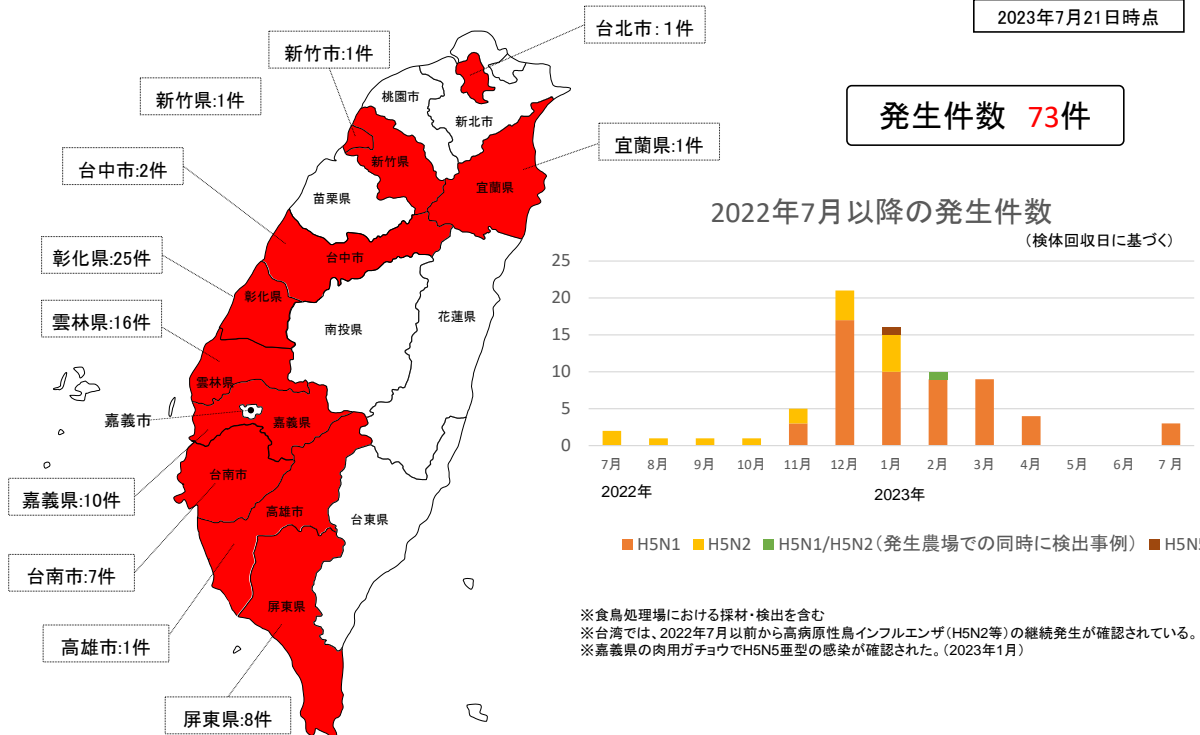 2023年7月21日時点
台北市：1件
新竹市:1件
新竹県:1件
宜蘭県:1件
台中市:2件
彰化県:25件
雲林県:16件
嘉義市
嘉義県:10件
台南市:7件
高雄市:1件
屏東県:8件
桃園市
新北市
新竹県
宜蘭県
苗栗県
台中市
彰化県
南投県
花蓮県
雲林県
嘉義県
台南市
高雄市
台東県
屏東県
発生件数 73件
2022年7月以降の発生件数
(検体回収日に基づく)
25
20
15
10
5
0
7月 8月 9月 10月 11月 12月 1月 2月 3月 4月 5月 6月 7月
2022年 2023年
H5N1 H5N2 H5N1/H5N2(発生農場での同時に検出事例)
※食鳥処理場における採材・検出を含む
※台湾では、2022年7月以前から高病原性鳥インフルエンザ(H5N2等)の継続発生が確認されている。
※嘉義県の肉用ガチョウでH5N5亜型の感染が確認された。(2023年1月)